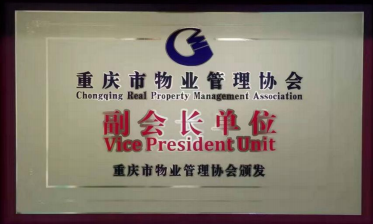 重庆市物业管理协会
Chongqing Real Property Management Association
副会长单位
Vice President Unit
重庆市物业管理协会颁发